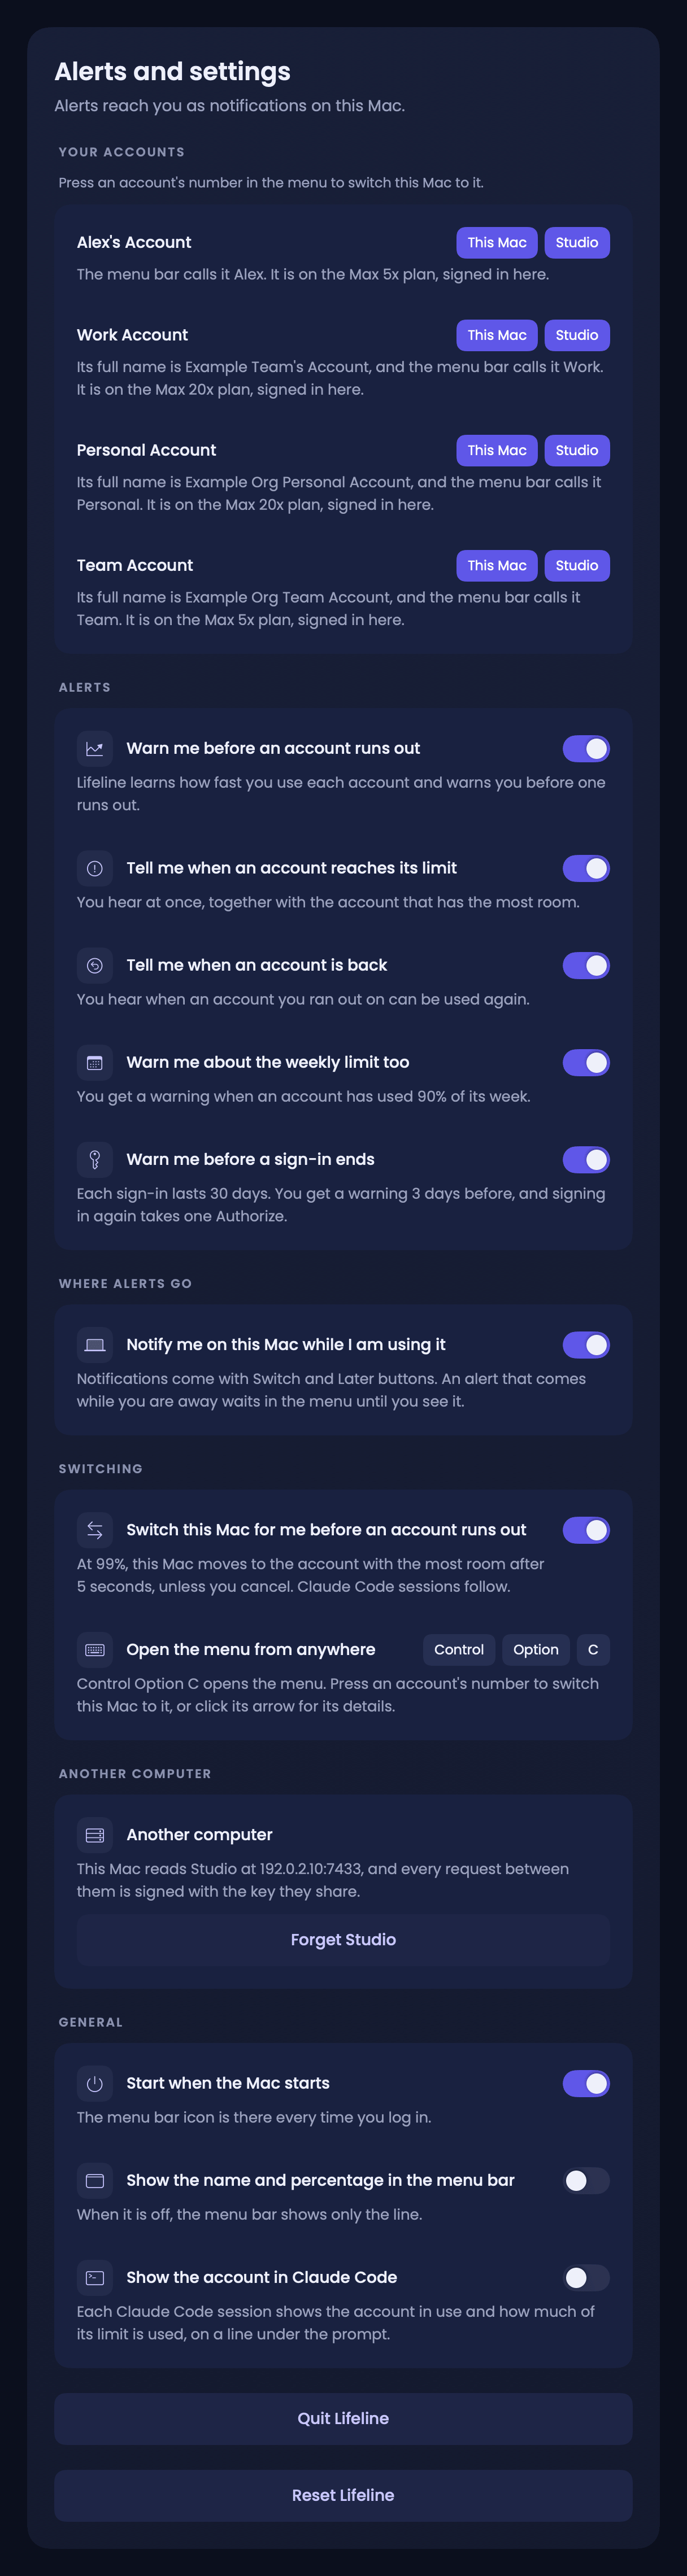 Alerts and settings
Alerts reach you as notifications on this Mac.
YOUR ACCOUNTS
Press an account's number in the menu to switch this Mac to it.
Alex's Account
This Mac
Studio
The menu bar calls it Alex. It is on the Max 5x plan, signed in here.
Work Account
This Mac
Studio
Its full name is Example Team's Account, and the menu bar calls it Work.
It is on the Max 20x plan, signed in here.
Personal Account
This Mac
Studio
Its full name is Example Org Personal Account, and the menu bar calls it
Personal. It is on the Max 20x plan, signed in here.
Team Account
This Mac
Studio
Its full name is Example Org Team Account, and the menu bar calls it
Team. It is on the Max 5x plan, signed in here.
ALERTS
Warn me before an account runs out
Lifeline learns how fast you use each account and warns you before one
runs out.
Tell me when an account reaches its limit
You hear at once, together with the account that has the most room.
Tell me when an account is back
You hear when an account you ran out on can be used again.
Warn me about the weekly limit too
You get a warning when an account has used 90% of its week.
Warn me before a sign-in ends
Each sign-in lasts 30 days. You get a warning 3 days before, and signing
in again takes one Authorize.
WHERE ALERTS GO
Notify me on this Mac while I am using it
Notifications come with Switch and Later buttons. An alert that comes
while you are away waits in the menu until you see it.
SWITCHING
Switch this Mac for me before an account runs out
At 99%, this Mac moves to the account with the most room after
5 seconds, unless you cancel. Claude Code sessions follow.
Open the menu from anywhere
Control
Option
C
Control Option C opens the menu. Press an account's number to switch
this Mac to it, or click its arrow for its details.
ANOTHER COMPUTER
Another computer
This Mac reads Studio at 192.0.2.10:7433, and every request between
them is signed with the key they share.
Forget Studio
GENERAL
Start when the Mac starts
The menu bar icon is there every time you log in.
Show the name and percentage in the menu bar
When it is off, the menu bar shows only the line.
Show the account in Claude Code
Each Claude Code session shows the account in use and how much of
its limit is used, on a line under the prompt.
Quit Lifeline
Reset Lifeline